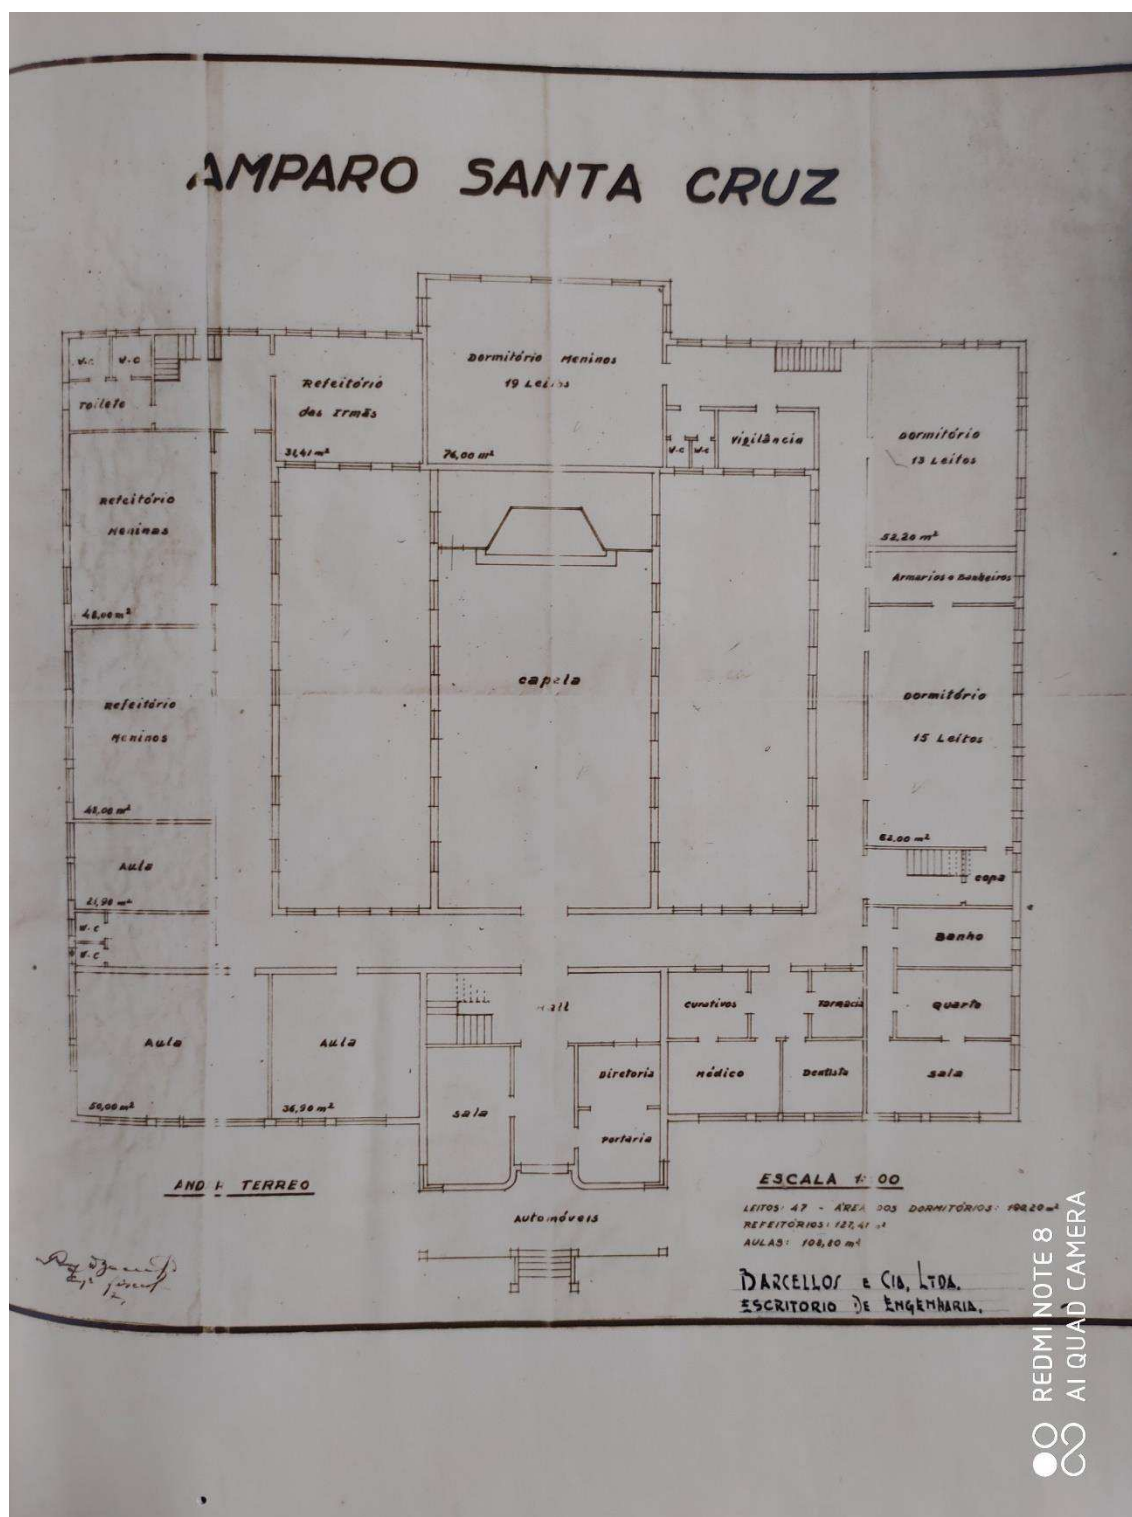 AMPARO SANTA CRUZ
Dormitório Meninos
19 Leitos
76,00 m²
W.C
W.C
Toilete
Refeitório
das Irmãs
31,41 m²
W.C
W.C
Vigilância
Dormitório
13 Leitos
52,20 m²
Refeitório
Meninas
48,00 m²
Armarios e Banheiros
Capela
Refeitório
Meninos
48,00 m²
Dormitório
15 Leitos
62,00 m²
Aula
21,90 m²
Copa
W.C
W.C
Banho
Aula
50,00 m²
Aula
36,90 m²
Hall
Curativos
Farmacia
Quarto
Sala
Diretoria
Portaria
Médico
Dentista
Sala
ANDAR TERREO
Automóveis
ESCALA 1:100
LEITOS: 47 - ÁREA DOS DORMITÓRIOS: m²
REFEITÓRIOS: 127,41 m²
AULAS: 108,80 m²
BARCELLOS E CIA, LTDA.
ESCRITORIO DE ENGENHARIA.
REDMI NOTE 8
AI QUAD CAMERA